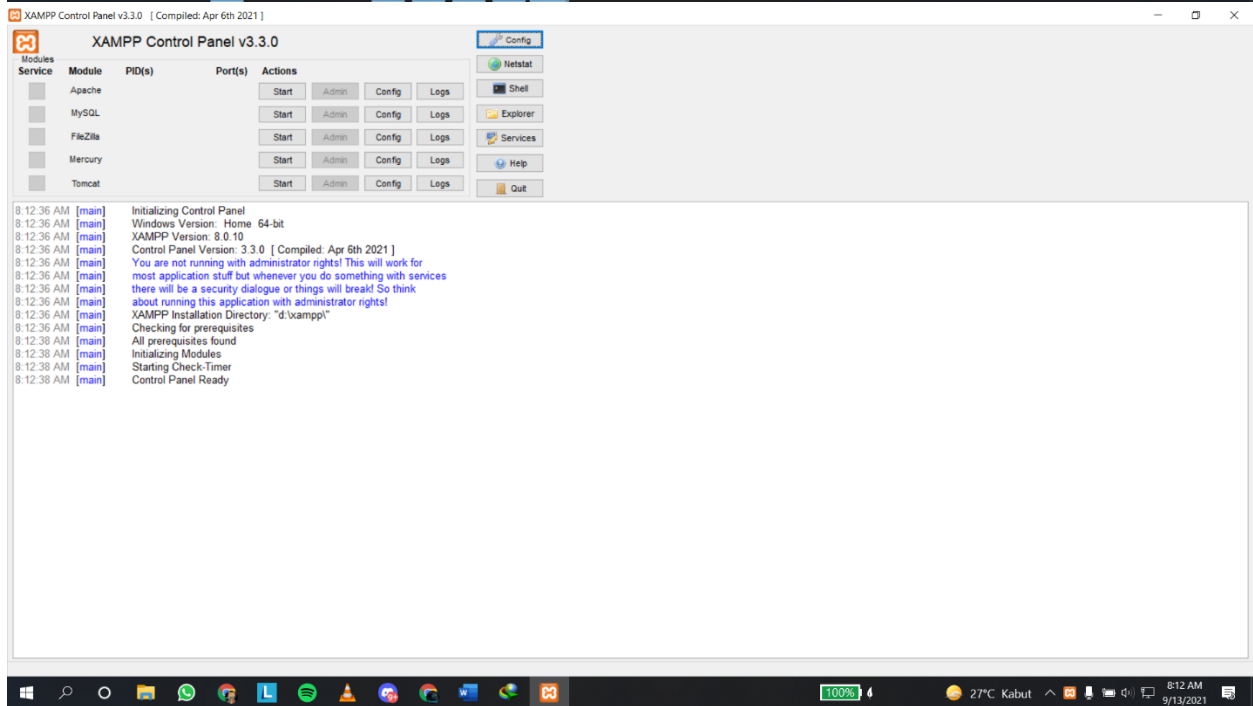 XAMPP Control Panel v3.3.0 [ Compiled: Apr 6th 2021 ]
XAMPP Control Panel v3.3.0
Config
Modules
Service Module PID(s) Port(s) Actions
Netstat
Apache Start Admin Config Logs
Shell
MySQL Start Admin Config Logs
Explorer
FileZilla Start Admin Config Logs
Services
Mercury Start Admin Config Logs
Help
Tomcat Start Admin Config Logs
Quit
8:12:36 AM [main] Initializing Control Panel
8:12:36 AM [main] Windows Version: Home 64-bit
8:12:36 AM [main] XAMPP Version: 8.0.10
8:12:36 AM [main] Control Panel Version: 3.3.0 [ Compiled: Apr 6th 2021 ]
8:12:36 AM [main] You are not running with administrator rights! This will work for
8:12:36 AM [main] most application stuff but whenever you do something with services
8:12:36 AM [main] there will be a security dialogue or things will break! So think
8:12:36 AM [main] about running this application with administrator rights!
8:12:36 AM [main] XAMPP Installation Directory: "d:\xampp\"
8:12:36 AM [main] Checking for prerequisites
8:12:38 AM [main] All prerequisites found
8:12:38 AM [main] Initializing Modules
8:12:38 AM [main] Starting Check-Timer
8:12:38 AM [main] Control Panel Ready
100% 27°C Kabut 8:12 AM
9/13/2021